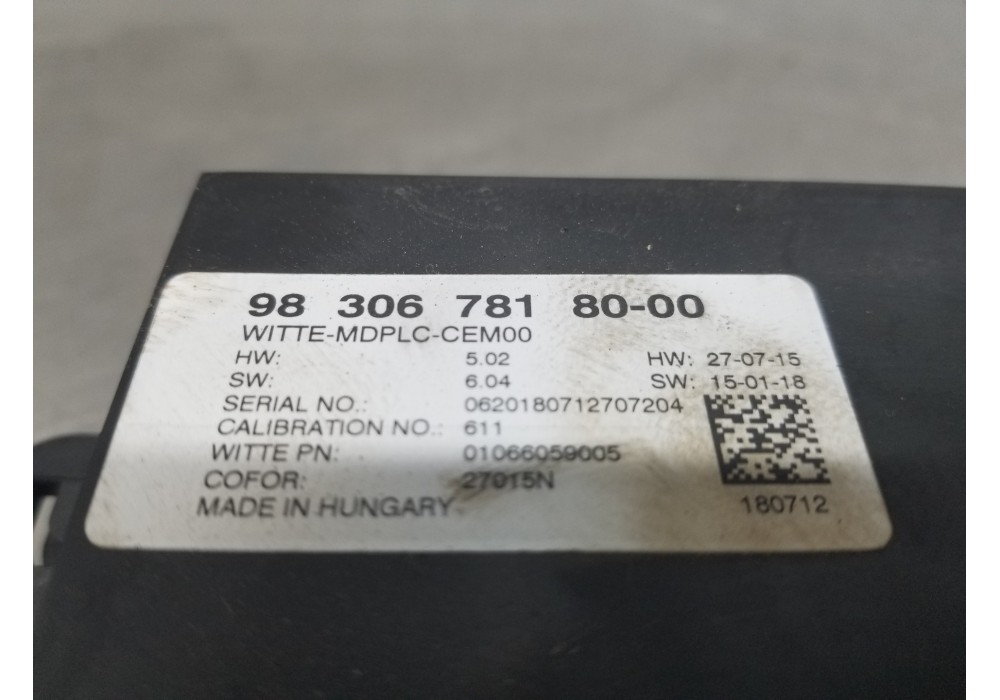 98 306 781 80-00
WITTE-MDPLC-CEM00
HW: 5.02 HW: 27-07-15
SW: 6.04 SW: 15-01-18
SERIAL NO.: 0620180712707204
CALIBRATION NO.: 611
WITTE PN: 01066059005
COFOR: 27015N
MADE IN HUNGARY
180712